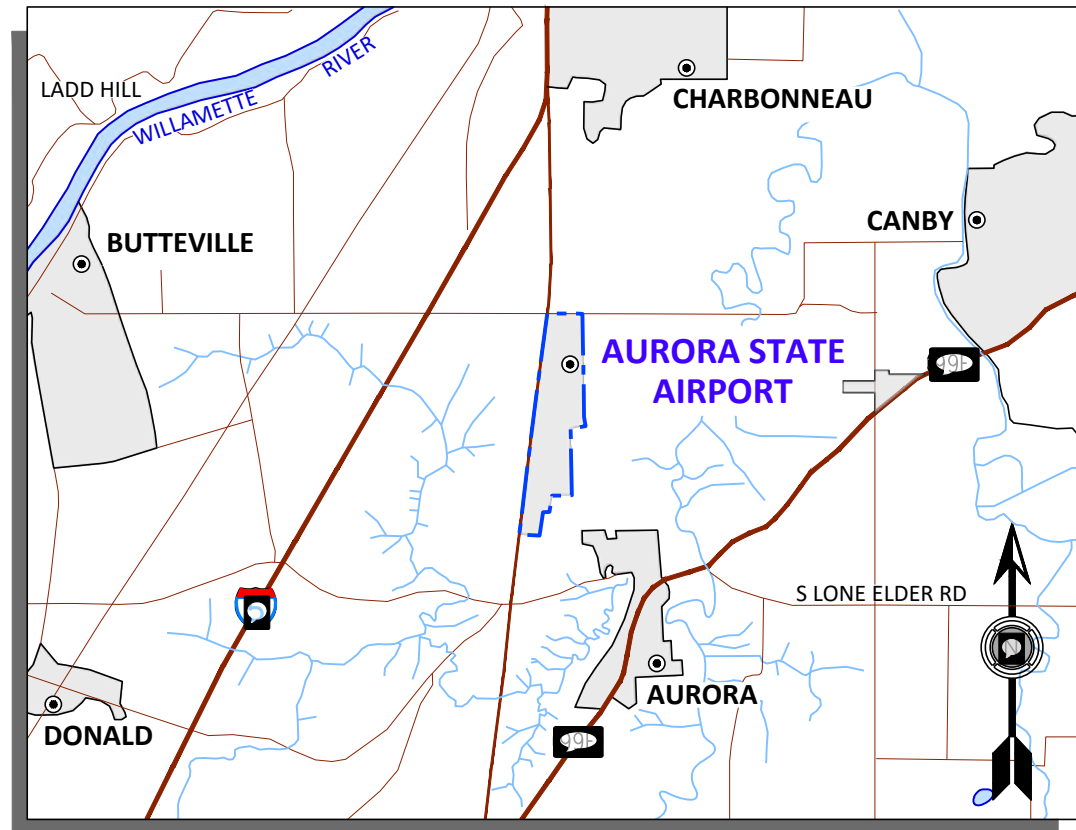 LADD HILL
WILLAMETTE
RIVER
CHARBONNEAU
CANBY
BUTTEVILLE
AURORA STATE
AIRPORT
S LONE ELDER RD
AURORA
DONALD